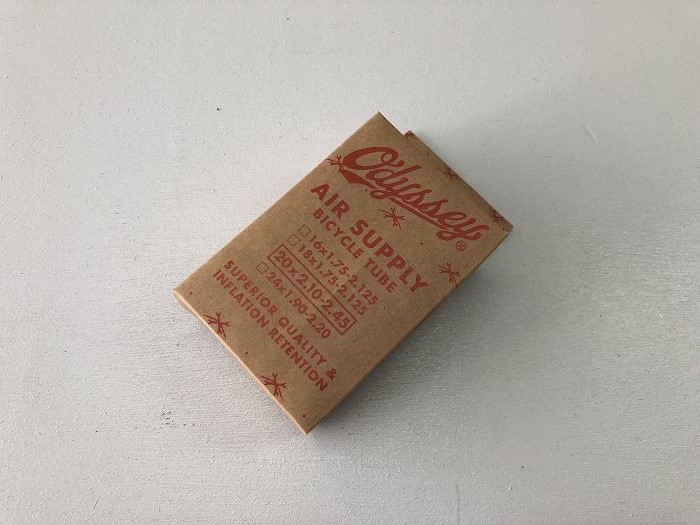 Odyssey®
AIR SUPPLY
BICYCLE TUBE
16x1.75-2.125
18x1.75-2.125
20x2.10-2.45
24x1.90-2.20
SUPERIOR QUALITY &
INFLATION RETENTION